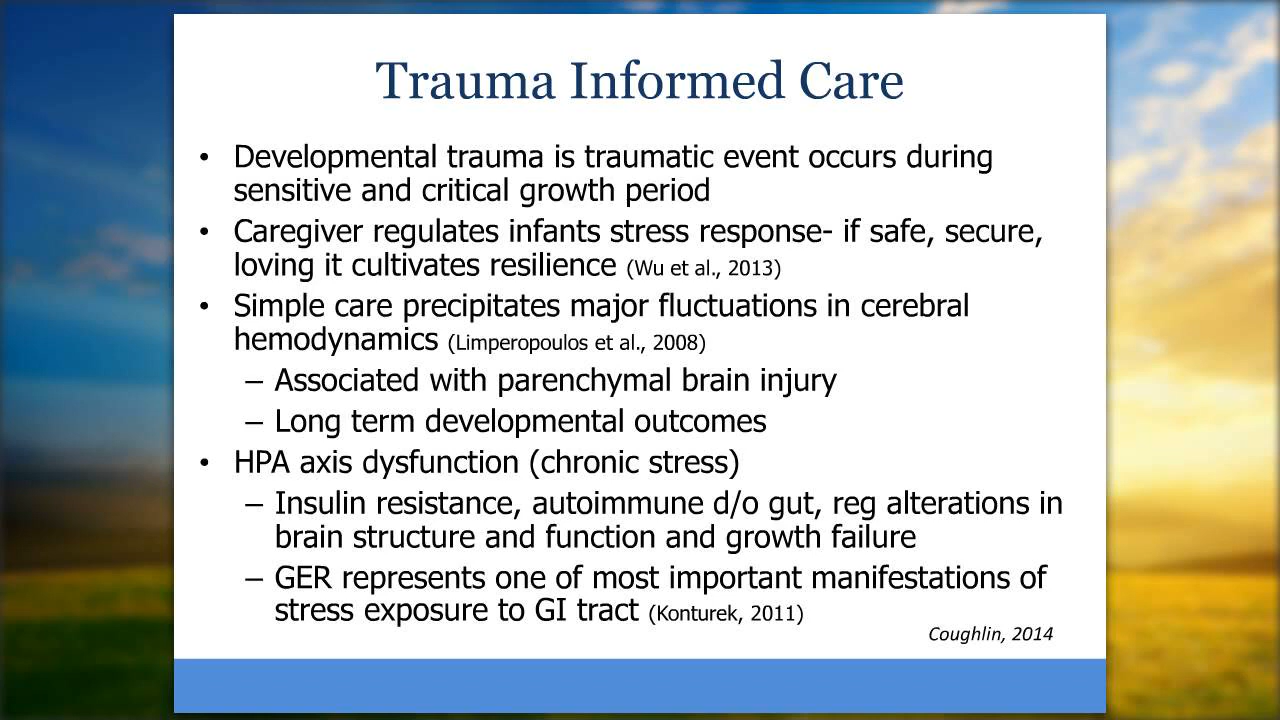 Trauma Informed Care
• Developmental trauma is traumatic event occurs during
sensitive and critical growth period
• Caregiver regulates infants stress response- if safe, secure,
loving it cultivates resilience (Wu et al., 2013)
• Simple care precipitates major fluctuations in cerebral
hemodynamics (Limperopoulos et al., 2008)
– Associated with parenchymal brain injury
– Long term developmental outcomes
• HPA axis dysfunction (chronic stress)
– Insulin resistance, autoimmune d/o gut, reg alterations in
brain structure and function and growth failure
– GER represents one of most important manifestations of
stress exposure to GI tract (Konturek, 2011)
Coughlin, 2014